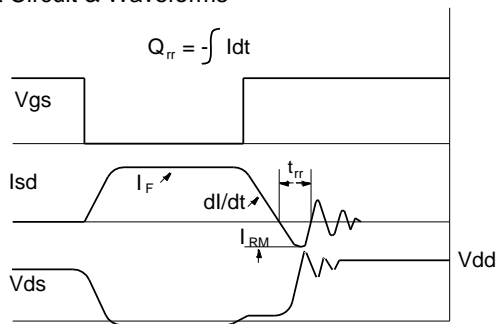 Circuit & Waveforms
Qrr = -∫ Idt
Vgs
Isd
IF
dI/dt
trr
IRM
Vds
Vdd